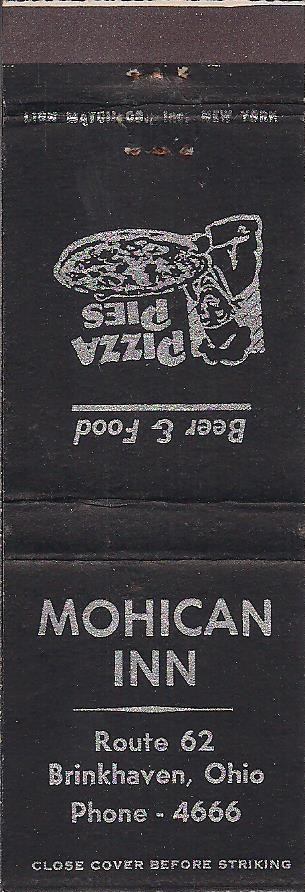 LION MATCH CO., INC. NEW YORK
PIZZA
PIES
Beer & Food
MOHICAN
INN
Route 62
Brinkhaven, Ohio
Phone - 4666
CLOSE COVER BEFORE STRIKING